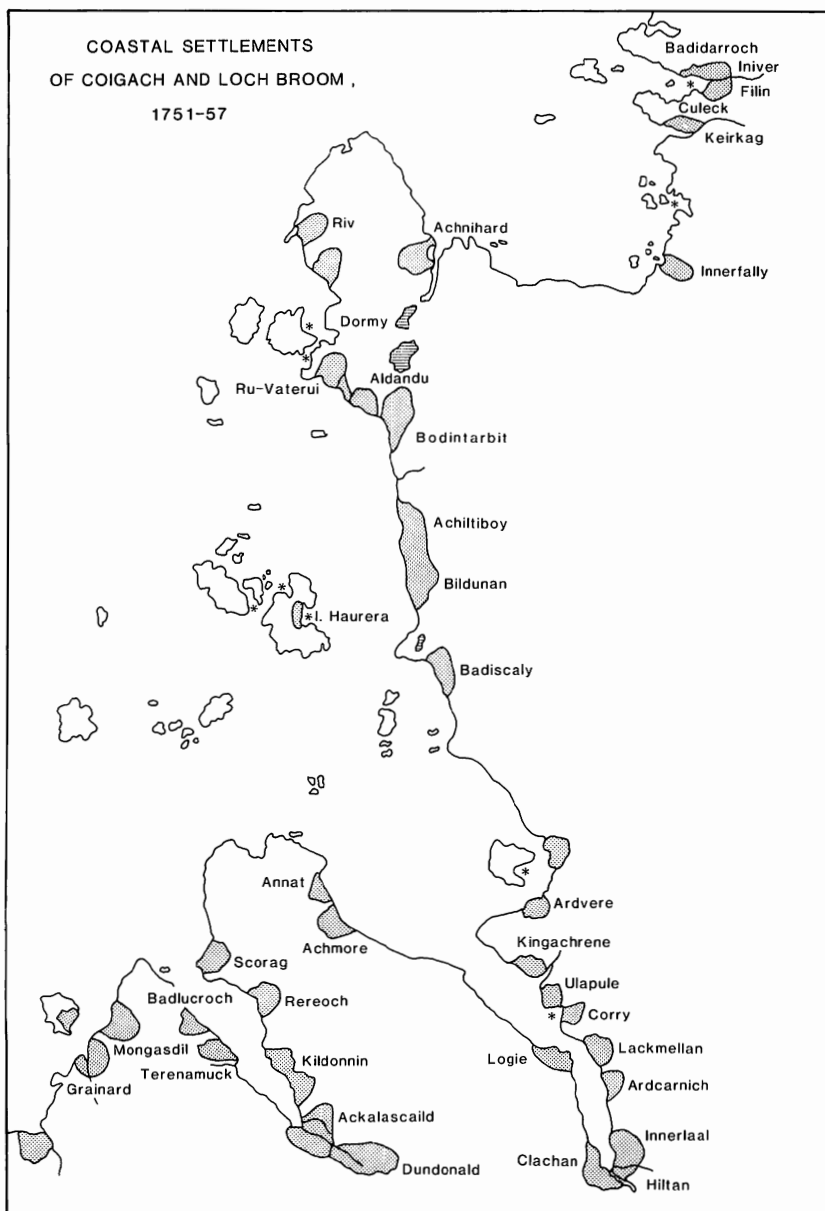 COASTAL SETTLEMENTS
OF COIGACH AND LOCH BROOM,
1751-57
Badidarroch
Iniver
Filin
Culeck
Keirkag
Riv
Achnihard
Innerfally
Dormy
Ru-Vaterui
Aldandu
Bodintarbit
Achiltiboy
Bildunan
I. Haurera
Badiscaly
Annat
Ardvere
Achmore
Kingachrene
Scorag
Ulapule
Badlucroch
Rereoch
Corry
Mongasdil
Kildonnin
Logie
Lackmellan
Terenamuck
Grainard
Ardcarnich
Ackalascaild
Innerlaal
Clachan
Dundonald
Hiltan